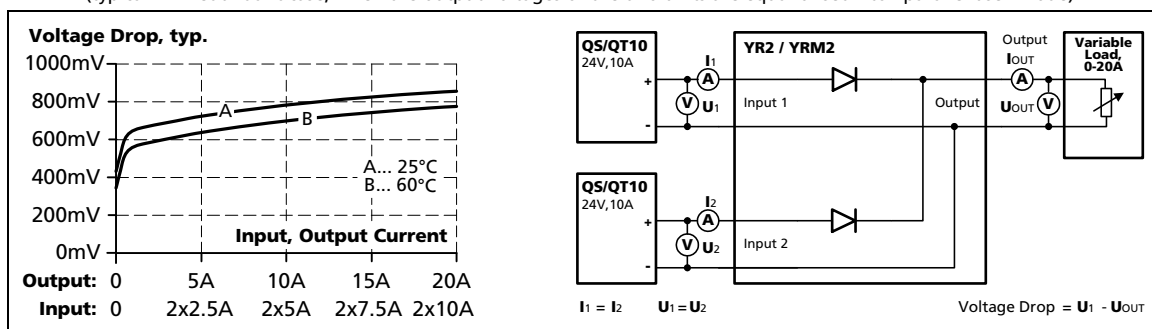 Voltage Drop, typ.
1000mV
800mV
600mV
400mV
200mV
0mV
A
B
A... 25°C
B... 60°C
Input, Output Current
Output: 0 5A 10A 15A 20A
Input: 0 2x2.5A 2x5A 2x7.5A 2x10A
QS/QT10
24V,10A
+
-
I1
A
V
U1
YR2 / YRM2
Input 1
Output
Output
IOUT
A
UOUT
V
Variable
Load,
0-20A
QS/QT10
24V,10A
+
-
I2
A
V
U2
Input 2
I1 = I2 U1 = U2
Voltage Drop = U1 - UOUT